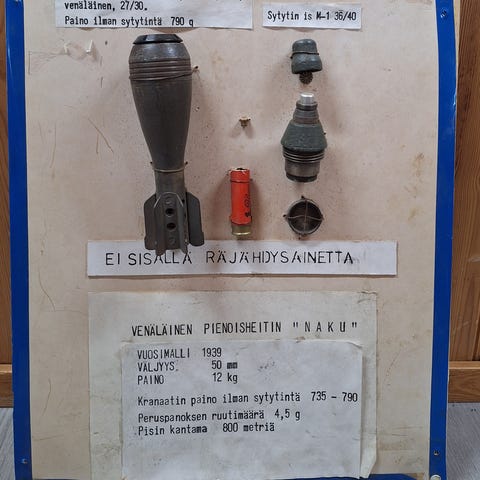 venäläinen, 27/30.
Paino ilman sytytintä 790 g
Sytytin is M-1 36/40
EI SISÄLLÄ RÄJÄHDYSAINETTA
VENÄLÄINEN PIENOISHEITIN "NAKU"
VUOSIMALLI 1939
VÄLJYYS. 50 mm
PAINO 12 kg
Kranaatin paino ilman sytytintä 735 - 790
Peruspanoksen ruutimäärä 4,5 g
Pisin kantama 800 metriä